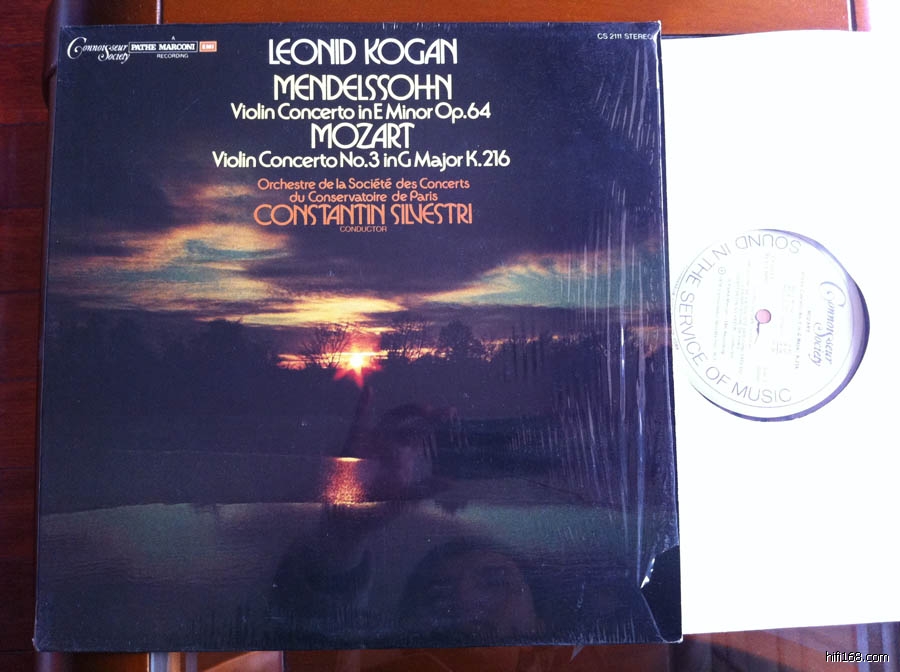 Connoisseur Society
A
PATHE MARCONI EMI
RECORDING
CS 2111 STEREO
LEONID KOGAN
MENDELSSOHN
Violin Concerto in E Minor Op.64
MOZART
Violin Concerto No.3 in G Major K.216
Orchestre de la Société des Concerts
du Conservatoire de Paris
CONSTANTIN SILVESTRI
CONDUCTOR
SOUND IN THE SERVICE OF MUSIC
Connoisseur
Society
hifi168.com